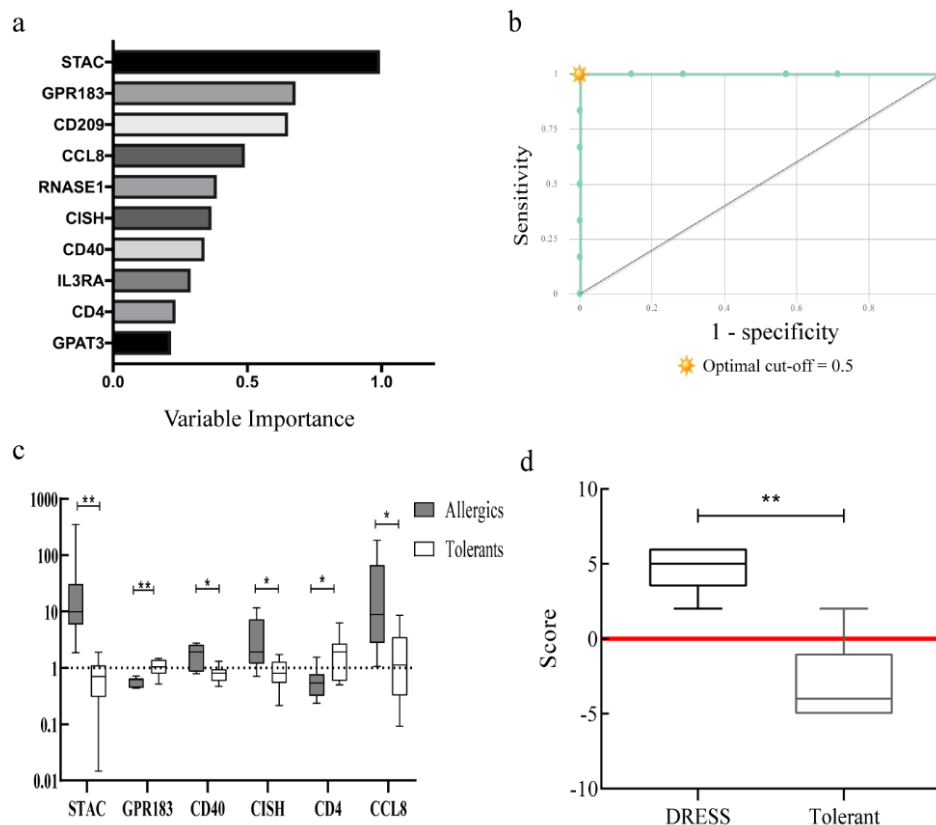 a
STAC
GPR183
CD209
CCL8
RNASE1
CISH
CD40
IL3RA
CD4
GPAT3
0.0 0.5 1.0
Variable Importance
b
1
0.75
0.5
0.25
0
0 0.2 0.4 0.6 0.8
Sensitivity
1 - specificity
Optimal cut-off = 0.5
c
1000
100
10
1
0.1
0.01
** ** * * * *
Allergics
Tolerants
STAC GPR183 CD40 CISH CD4 CCL8
d
10
5
0
-5
-10
Score
**
DRESS Tolerant